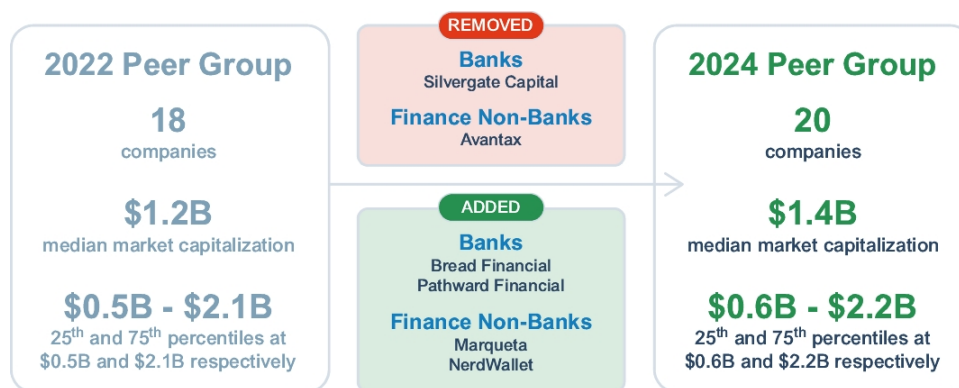 2022 Peer Group
18
companies
$1.2B
median market capitalization
$0.5B - $2.1B
25th and 75th percentiles at
$0.5B and $2.1B respectively
REMOVED
Banks
Silvergate Capital
Finance Non-Banks
Avantax
ADDED
Banks
Bread Financial
Pathward Financial
Finance Non-Banks
Marqueta
NerdWallet
2024 Peer Group
20
companies
$1.4B
median market capitalization
$0.6B - $2.2B
25th and 75th percentiles at
$0.6B and $2.2B respectively